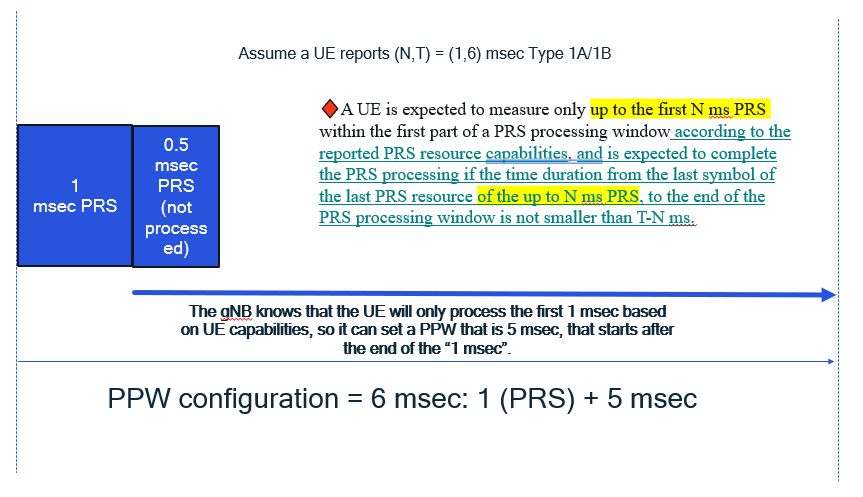 Assume a UE reports (N,T) = (1,6) msec Type 1A/1B
A UE is expected to measure only up to the first N ms PRS
within the first part of a PRS processing window according to the
reported PRS resource capabilities, and is expected to complete
the PRS processing if the time duration from the last symbol of
the last PRS resource of the up to N ms PRS, to the end of the
PRS processing window is not smaller than T-N ms.
1
msec PRS
0.5
msec
PRS
(not
process
ed)
The gNB knows that the UE will only process the first 1 msec based
on UE capabilities, so it can set a PPW that is 5 msec, that starts after
the end of the “1 msec”.
PPW configuration = 6 msec: 1 (PRS) + 5 msec